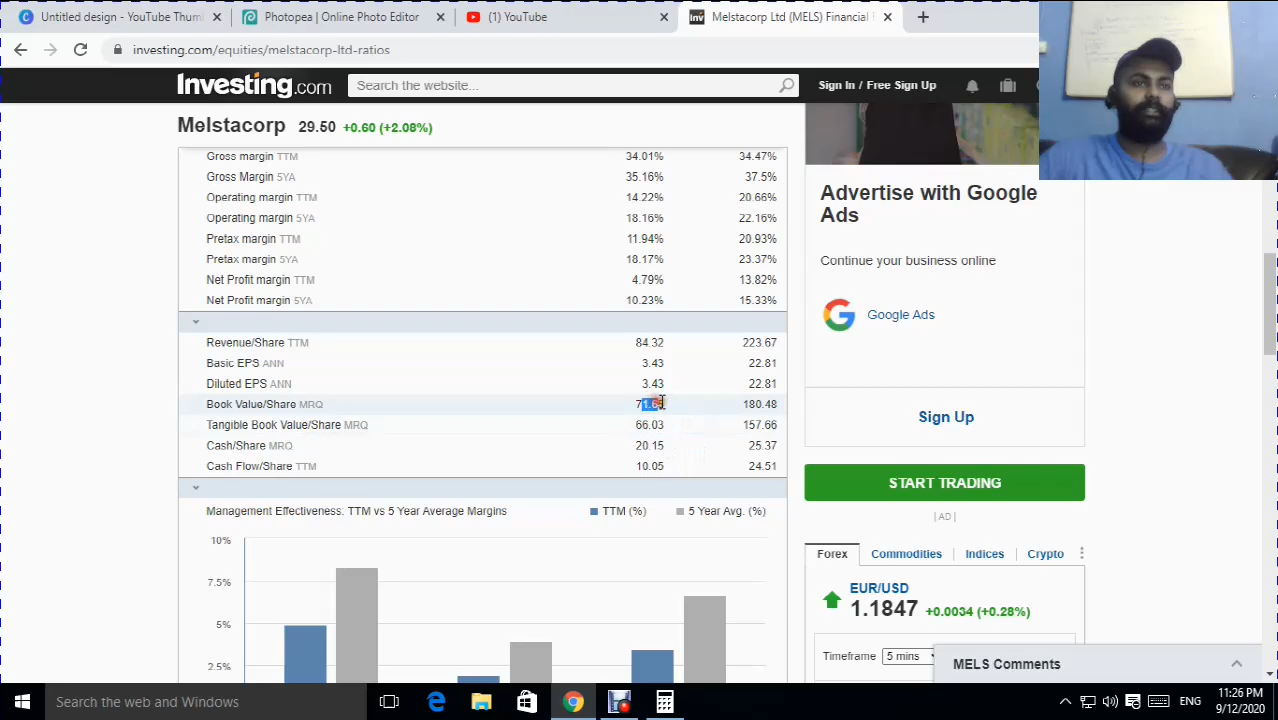 Untitled design - YouTube Thum
Photopea | Online Photo Editor
(1) YouTube
Melstacorp Ltd (MELS) Financial
investing.com/equities/melstacorp-ltd-ratios
Investing.com
Search the website...
Sign In / Free Sign Up
Melstacorp 29.50 +0.60 (+2.08%)
Gross margin TTM 34.01% 34.47%
Gross Margin 5YA 35.16% 37.5%
Operating margin TTM 14.22% 20.66%
Operating margin 5YA 18.16% 22.16%
Pretax margin TTM 11.94% 20.93%
Pretax margin 5YA 18.17% 23.37%
Net Profit margin TTM 4.79% 13.82%
Net Profit margin 5YA 10.23% 15.33%
Revenue/Share TTM 84.32 223.67
Basic EPS ANN 3.43 22.81
Diluted EPS ANN 3.43 22.81
Book Value/Share MRQ 180.48
Tangible Book Value/Share MRQ 66.03 157.66
Cash/Share MRQ 20.15 25.37
Cash Flow/Share TTM 10.05 24.51
Management Effectiveness: TTM vs 5 Year Average Margins
TTM (%) 5 Year Avg. (%)
10%
7.5%
5%
2.5%
Advertise with Google
Ads
Continue your business online
Google Ads
Sign Up
START TRADING
| AD |
Forex Commodities Indices Crypto
EUR/USD
1.1847 +0.0034 (+0.28%)
Timeframe 5 mins
MELS Comments
Search the web and Windows
ENG
11:26 PM
9/12/2020